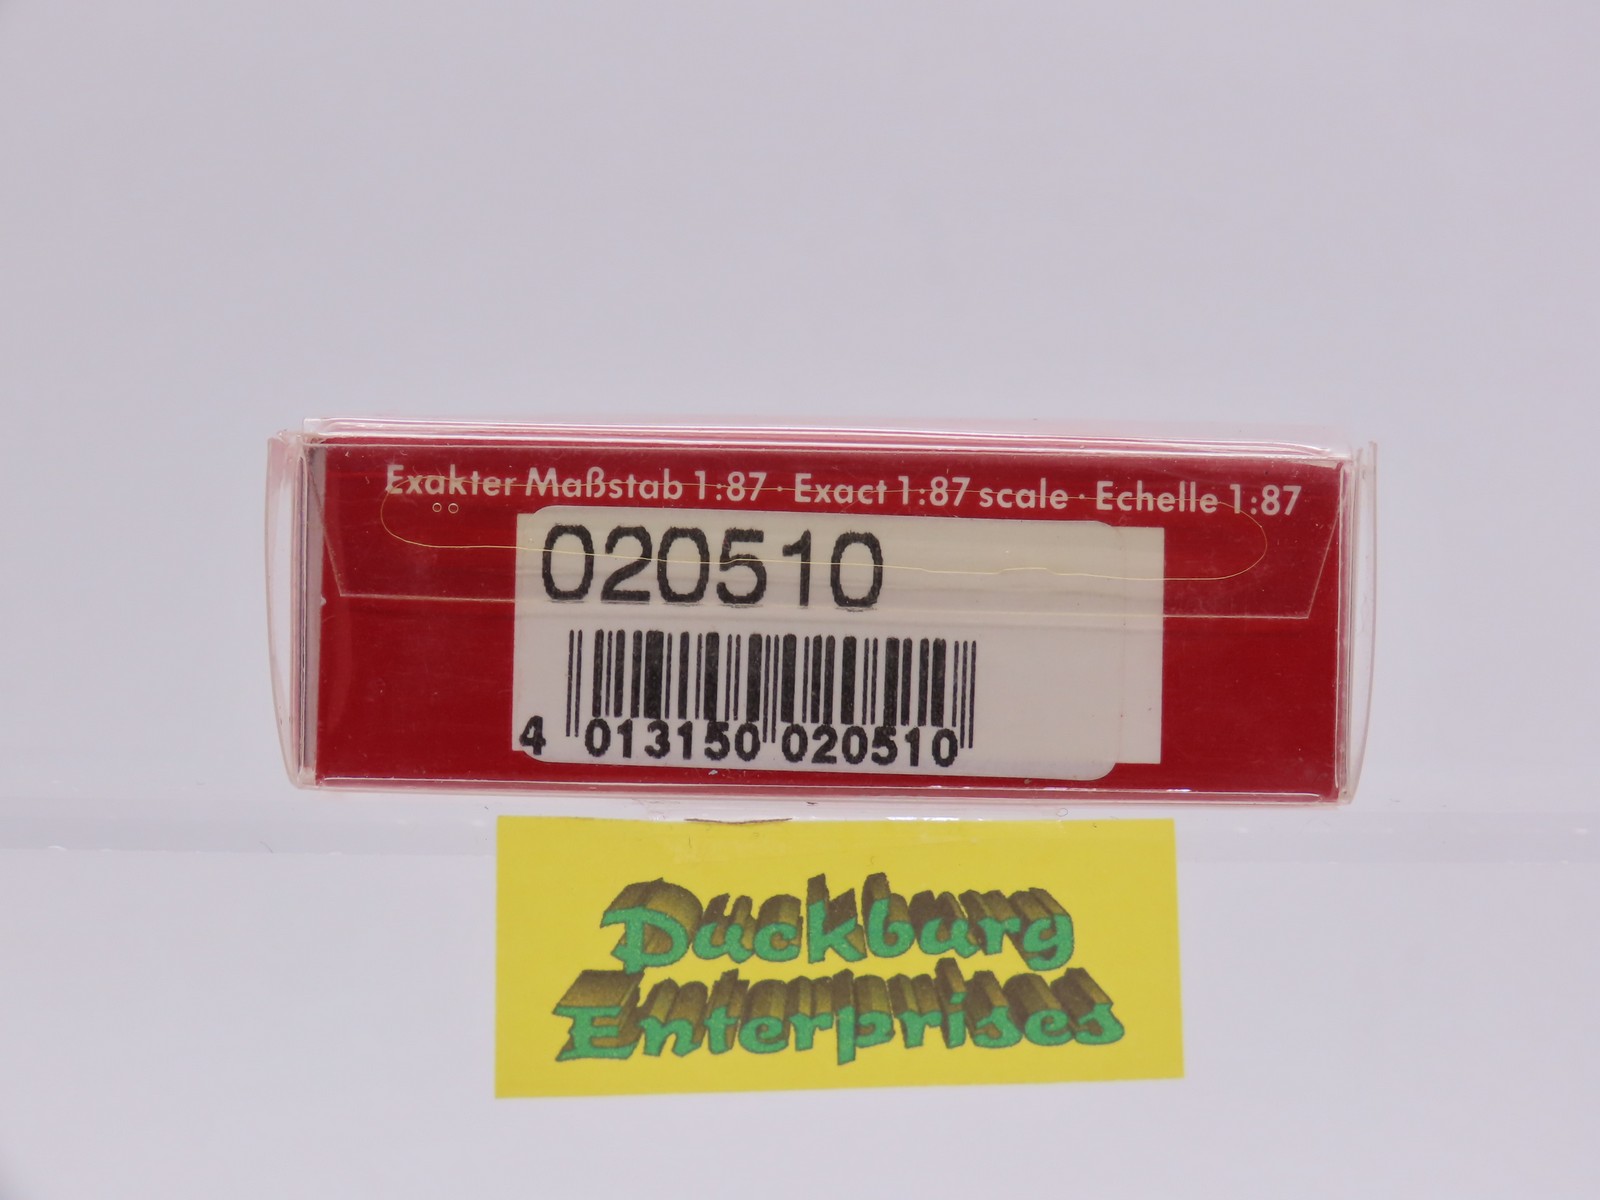 Exakter Maßstab 1:87 · Exact 1:87 scale · Echelle 1:87
020510
4 013150 020510
Duckburg
Enterprises